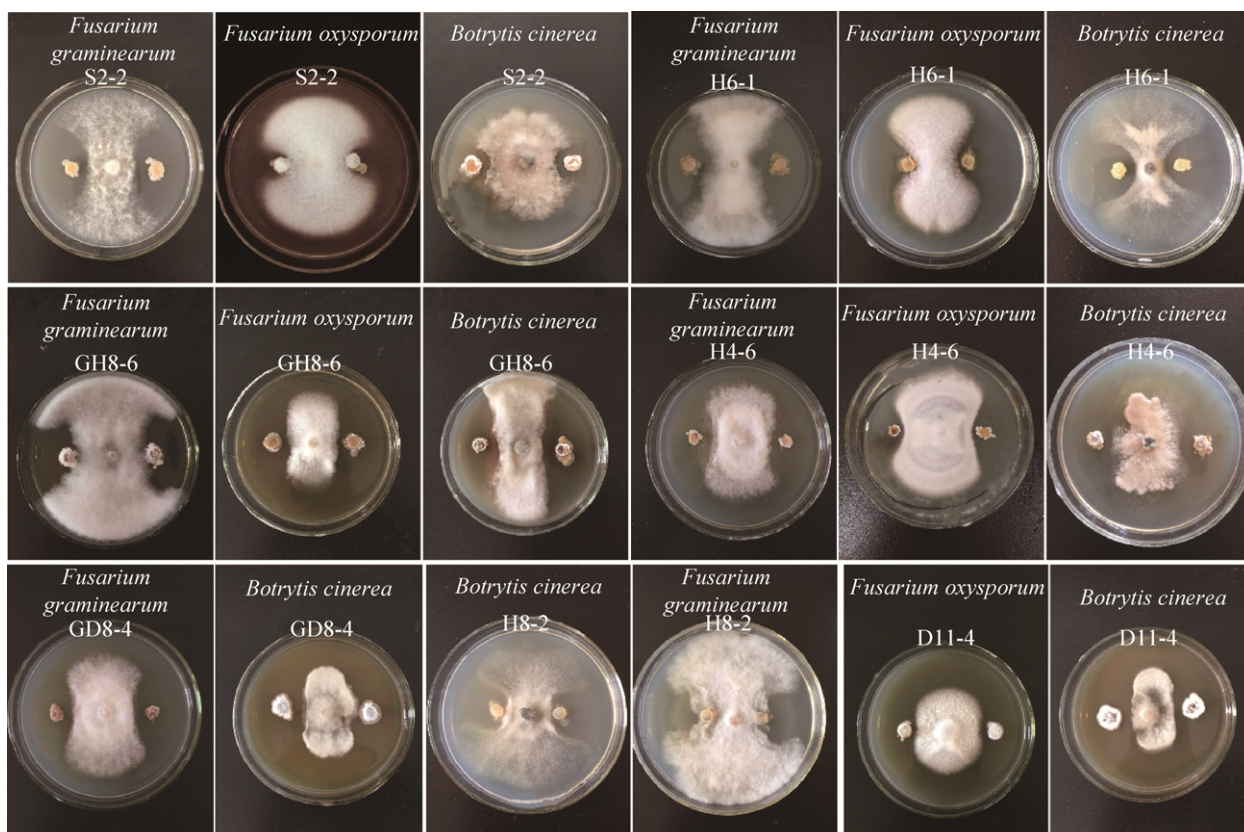 Fusarium
graminearum
S2-2
Fusarium oxysporum
S2-2
Botrytis cinerea
S2-2
Fusarium
graminearum
H6-1
Fusarium oxysporum
H6-1
Botrytis cinerea
H6-1
Fusarium
graminearum
GH8-6
Fusarium oxysporum
GH8-6
Botrytis cinerea
GH8-6
Fusarium
graminearum
H4-6
Fusarium oxysporum
H4-6
Botrytis cinerea
H4-6
Fusarium
graminearum
GD8-4
Botrytis cinerea
GD8-4
Botrytis cinerea
H8-2
Fusarium
graminearum
H8-2
Fusarium oxysporum
D11-4
Botrytis cinerea
D11-4